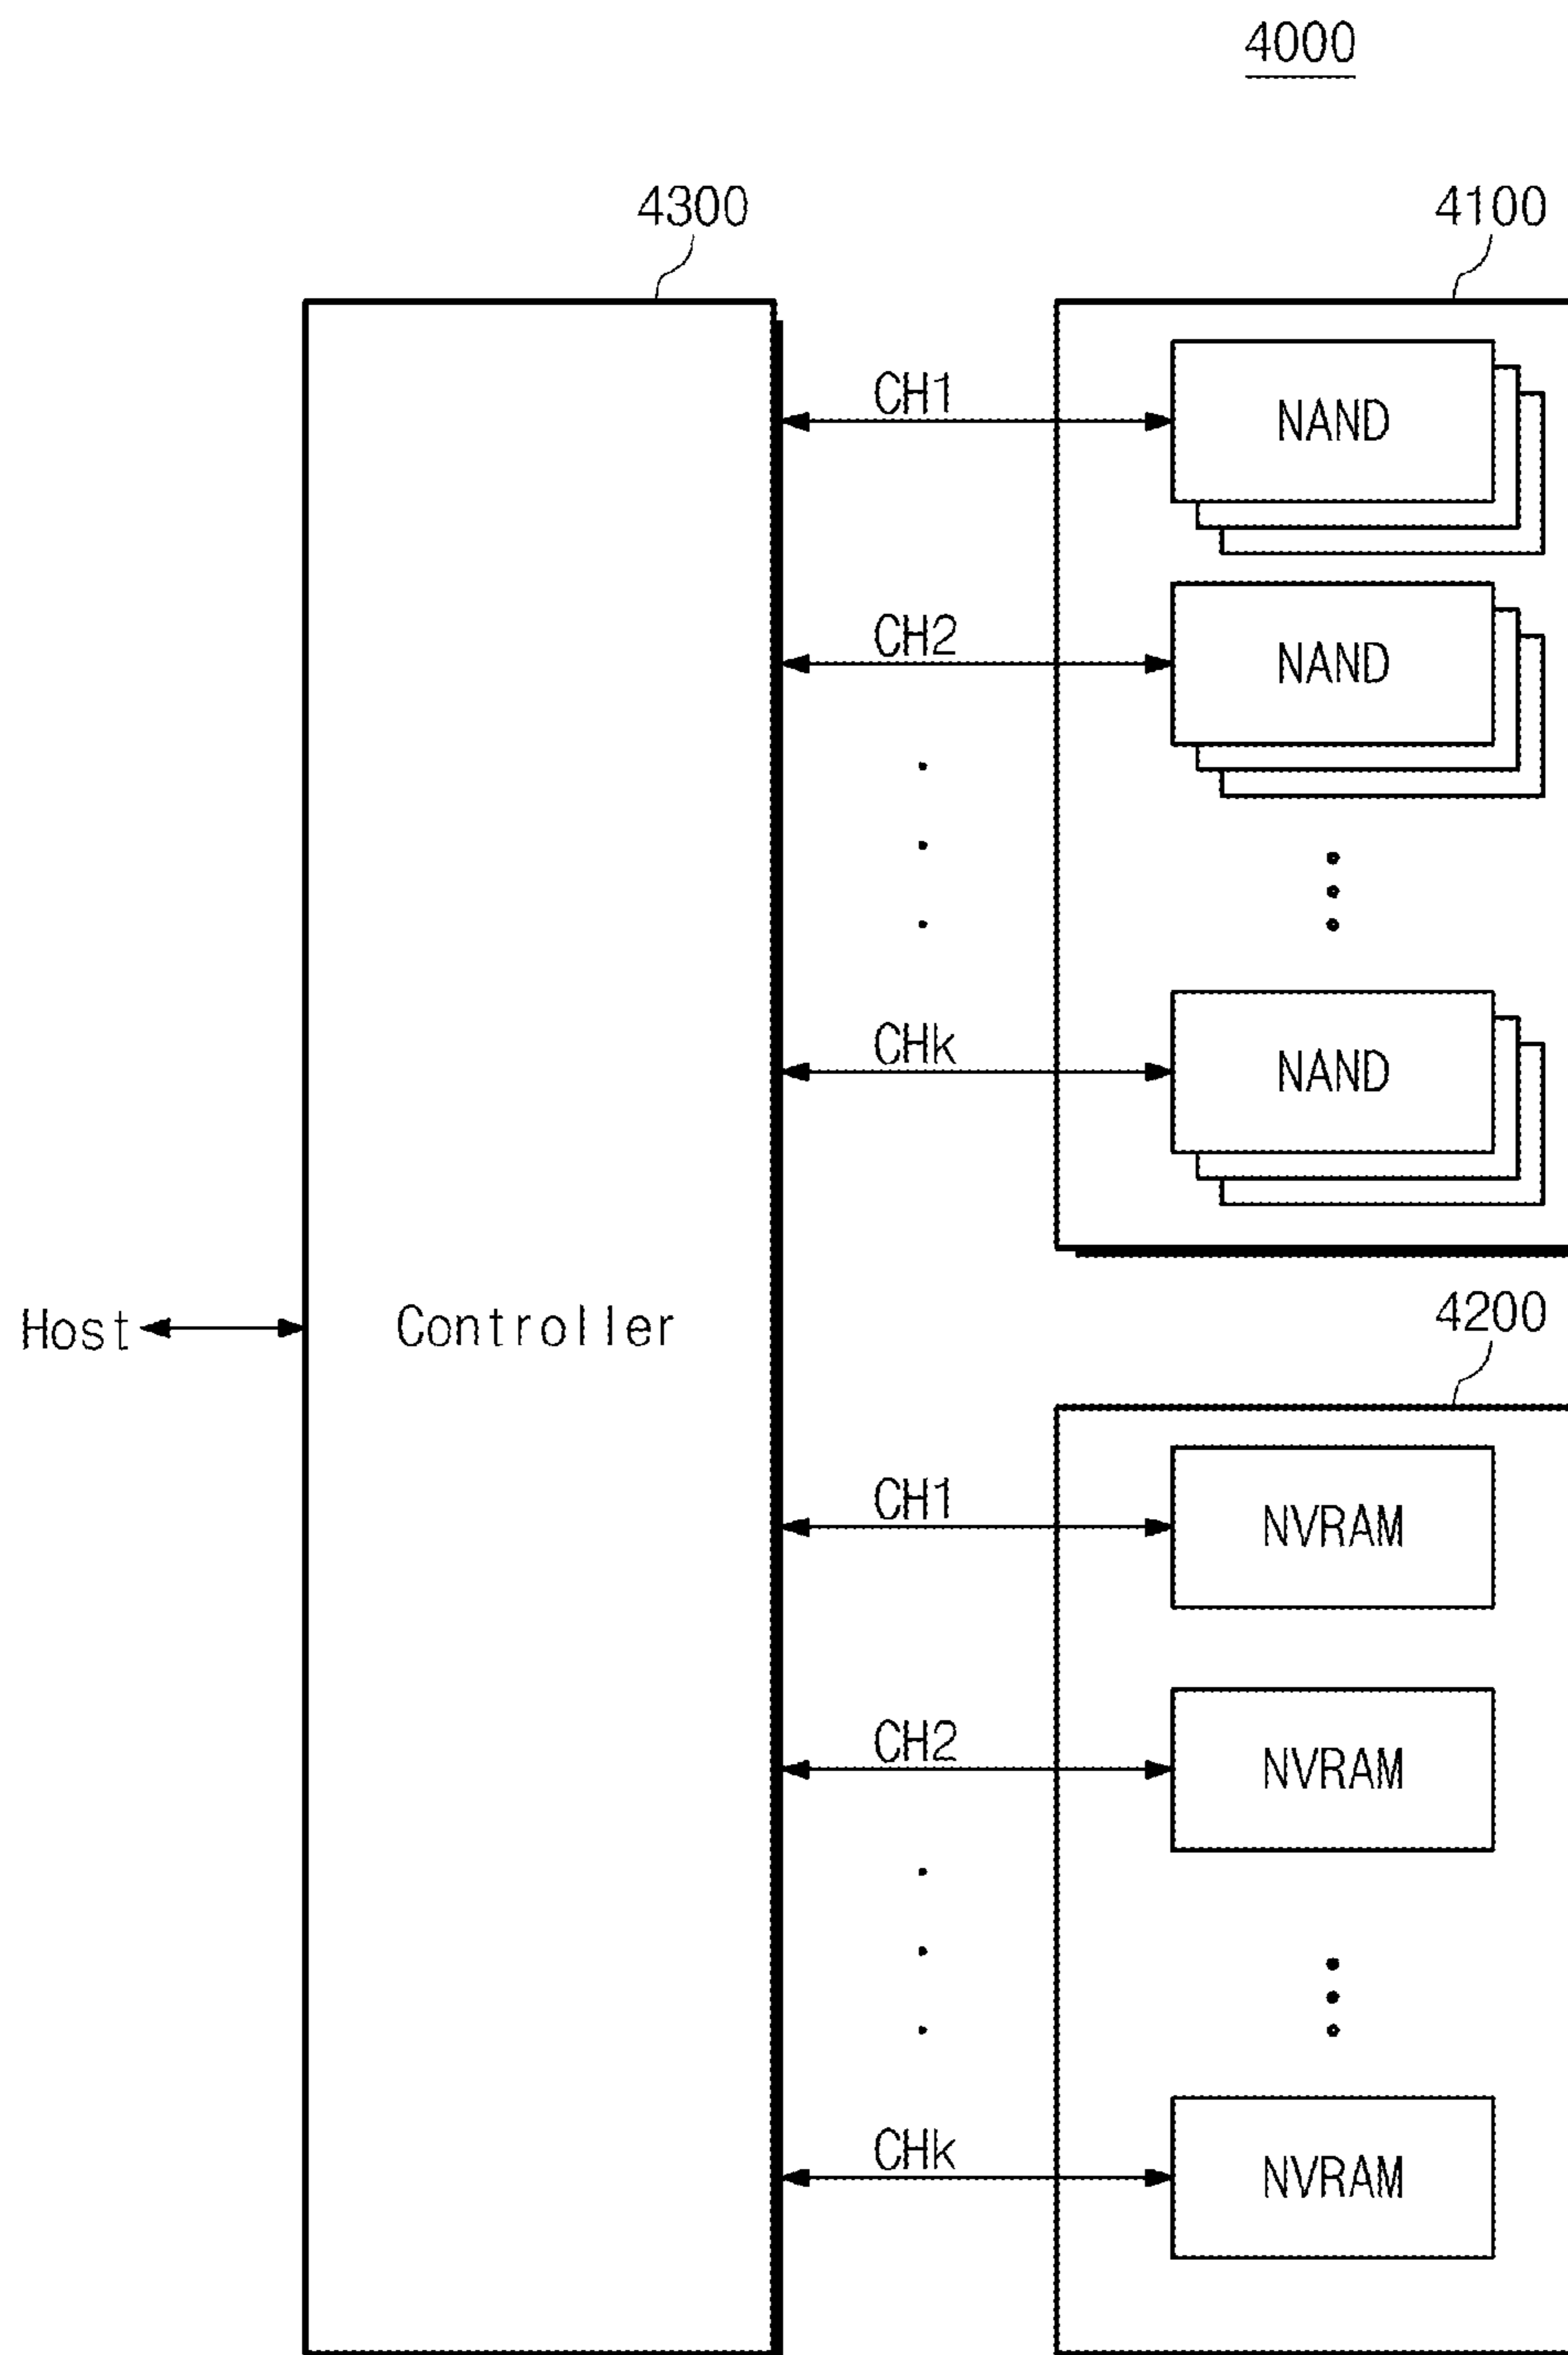 4000
4300
4100
CH1
NAND
CH2
NAND
CHk
NAND
Host
Controller
4200
CH1
NVRAM
CH2
NVRAM
CHk
NVRAM